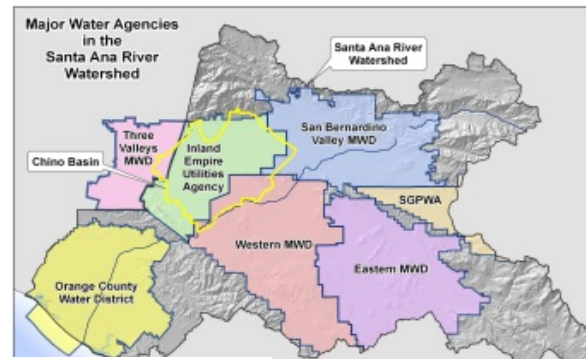 Major Water Agencies
in the
Santa Ana River
Watershed
Santa Ana River
Watershed
Three
Valleys
MWD
San Bernardino
Valley MWD
Chino Basin
Inland
Empire
Utilities
Agency
SGPWA
Western MWD
Eastern MWD
Orange County
Water District